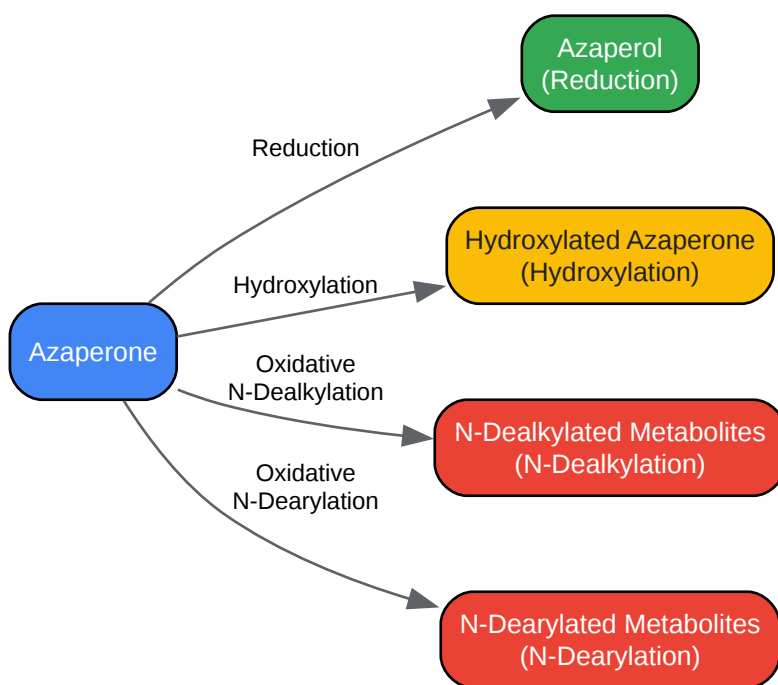 Azaperol
(Reduction)
Reduction
Hydroxylated Azaperone
(Hydroxylation)
Hydroxylation
Azaperone
Oxidative
N-Dealkylation
N-Dealkylated Metabolites
(N-Dealkylation)
Oxidative
N-Dearylation
N-Dearylated Metabolites
(N-Dearylation)